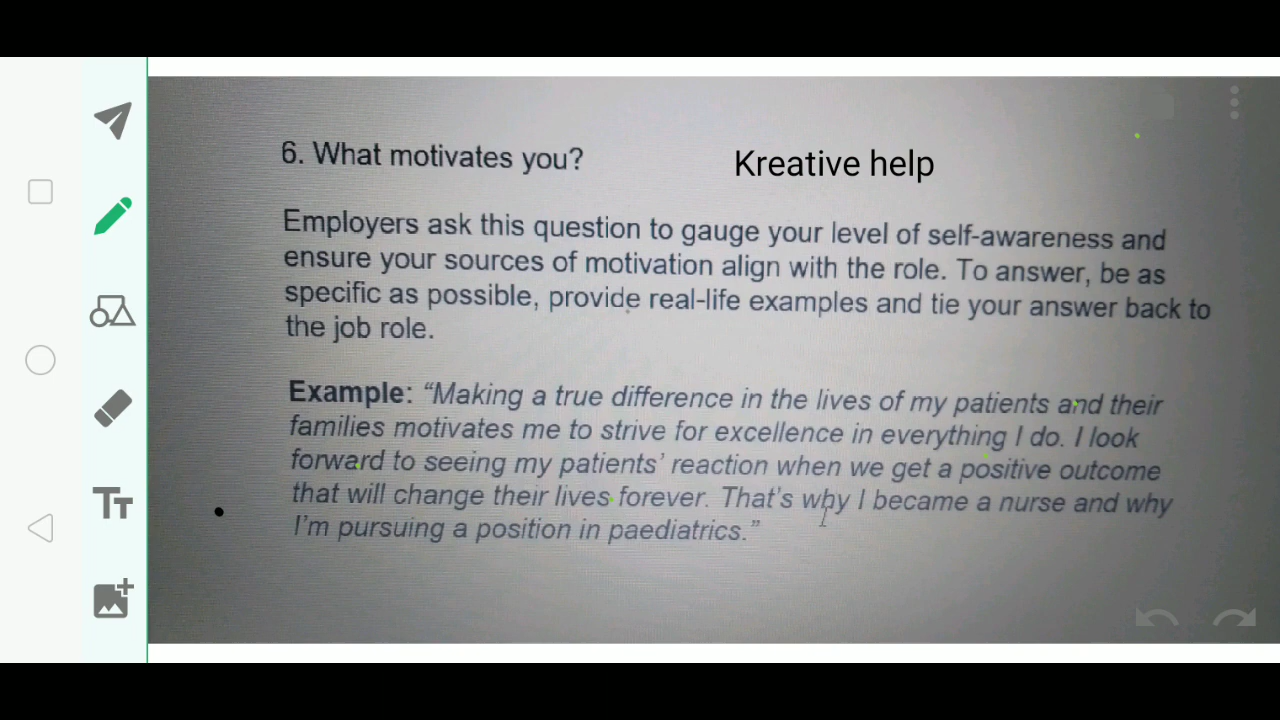 6. What motivates you?
Kreative help
Employers ask this question to gauge your level of self-awareness and
ensure your sources of motivation align with the role. To answer, be as
specific as possible, provide real-life examples and tie your answer back to
the job role.
Example: “Making a true difference in the lives of my patients and their
families motivates me to strive for excellence in everything I do. I look
forward to seeing my patients’ reaction when we get a positive outcome
that will change their lives forever. That’s why I became a nurse and why
I’m pursuing a position in paediatrics.”
TT